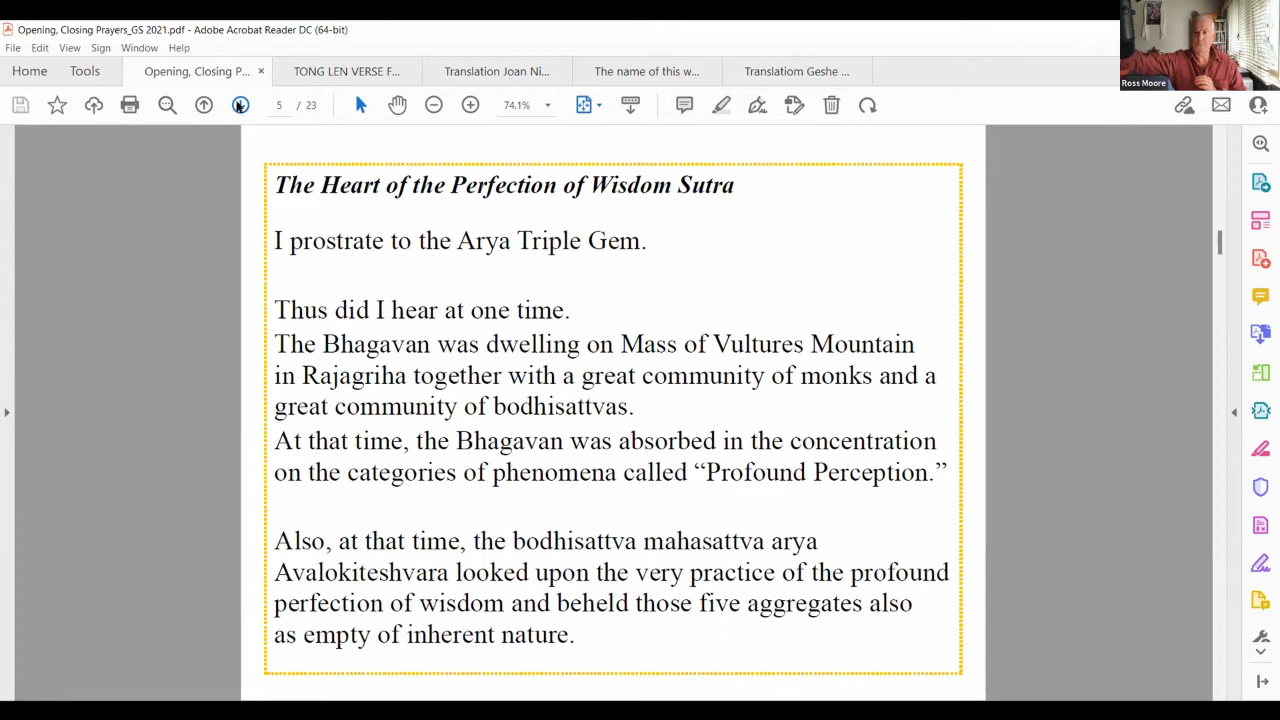 Opening, Closing Prayers_GS 2021.pdf - Adobe Acrobat Reader DC (64-bit)
File Edit View Sign Window Help
Home Tools Opening, Closing P... × TONG LEN VERSE F... Translation Joan Ni... The name of this w... Translatiom Geshe ...
5 / 23 74.1%
Ross Moore
The Heart of the Perfection of Wisdom Sutra
I prostrate to the Arya Triple Gem.
Thus did I hear at one time.
The Bhagavan was dwelling on Mass of Vultures Mountain
in Rajagriha together with a great community of monks and a
great community of bodhisattvas.
At that time, the Bhagavan was absorbed in the concentration
on the categories of phenomena called “Profound Perception.”
Also, at that time, the bodhisattva mahasattva arya
Avalokiteshvara looked upon the very practice of the profound
perfection of wisdom and beheld those five aggregates also
as empty of inherent nature.